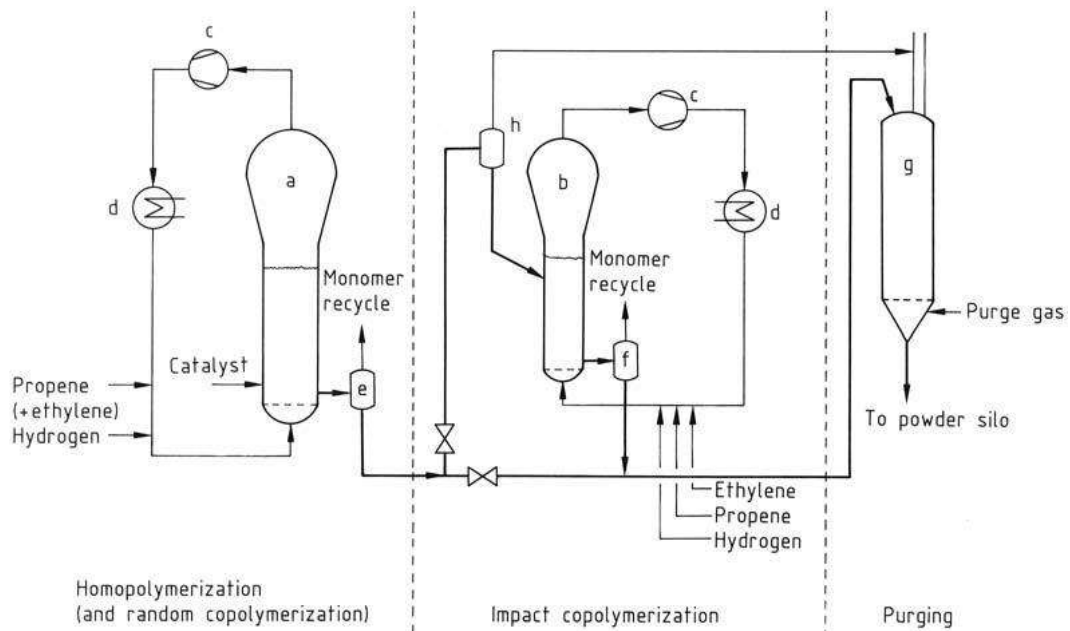 c
a
d
Monomer
recycle
Catalyst
e
Propene
(+ethylene)
Hydrogen
Homopolymerization
(and random copolymerization)
h
c
b
d
Monomer
recycle
f
Ethylene
Propene
Hydrogen
Impact copolymerization
g
Purge gas
To powder silo
Purging